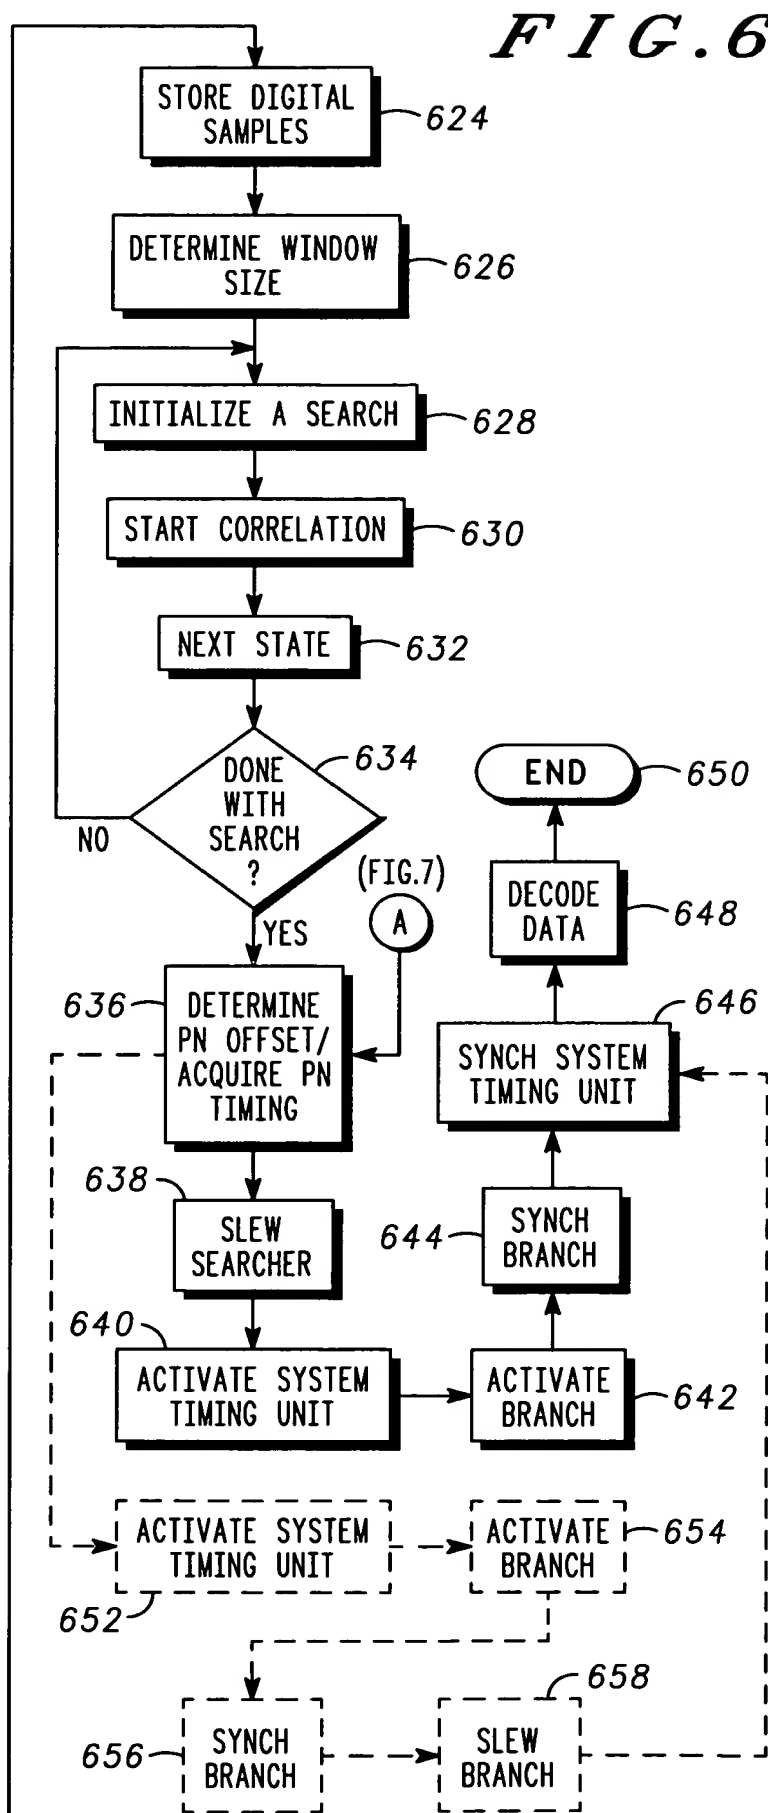 FIG.6
STORE DIGITAL
SAMPLES
624
DETERMINE WINDOW
SIZE
626
INITIALIZE A SEARCH
628
START CORRELATION
630
NEXT STATE
632
DONE
WITH
SEARCH
?
634
NO
YES
(FIG.7)
A
END
650
DECODE
DATA
648
636
DETERMINE
PN OFFSET/
ACQUIRE PN
TIMING
646
SYNCH SYSTEM
TIMING UNIT
638
SLEW
SEARCHER
644
SYNCH
BRANCH
640
ACTIVATE SYSTEM
TIMING UNIT
ACTIVATE
BRANCH
642
ACTIVATE SYSTEM
TIMING UNIT
652
ACTIVATE
BRANCH
654
656
SYNCH
BRANCH
658
SLEW
BRANCH